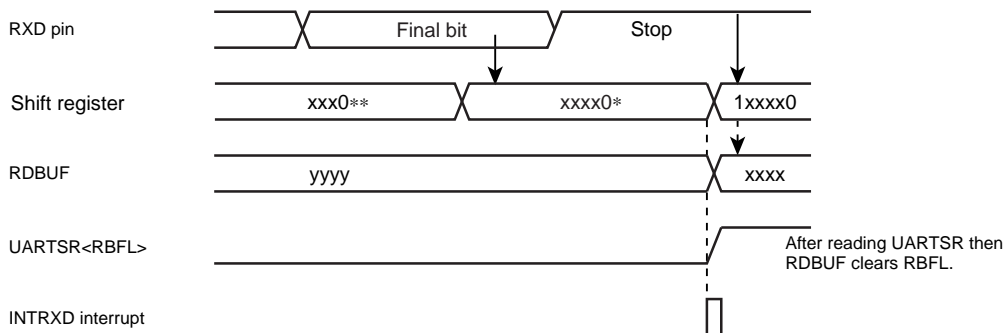 RXD pin
Final bit
Stop
Shift register
xxx0**
xxxx0*
1xxxx0
RDBUF
yyyy
xxxx
UARTSR<RBFL>
After reading UARTSR then
RDBUF clears RBFL.
INTRXD interrupt